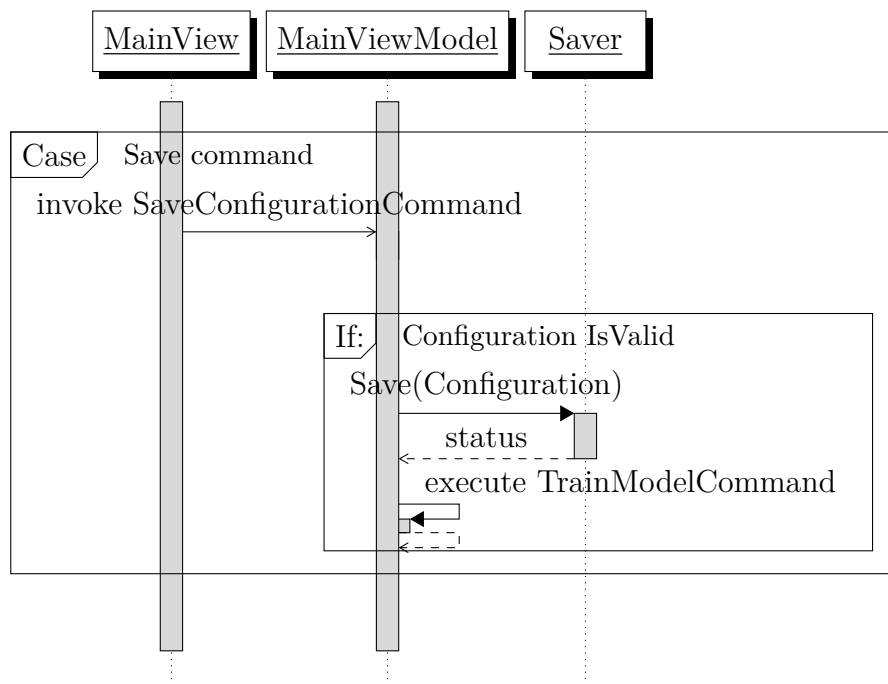 MainView
MainViewModel
Saver
Case
Save command
invoke SaveConfigurationCommand
If:
Configuration IsValid
Save(Configuration)
status
execute TrainModelCommand